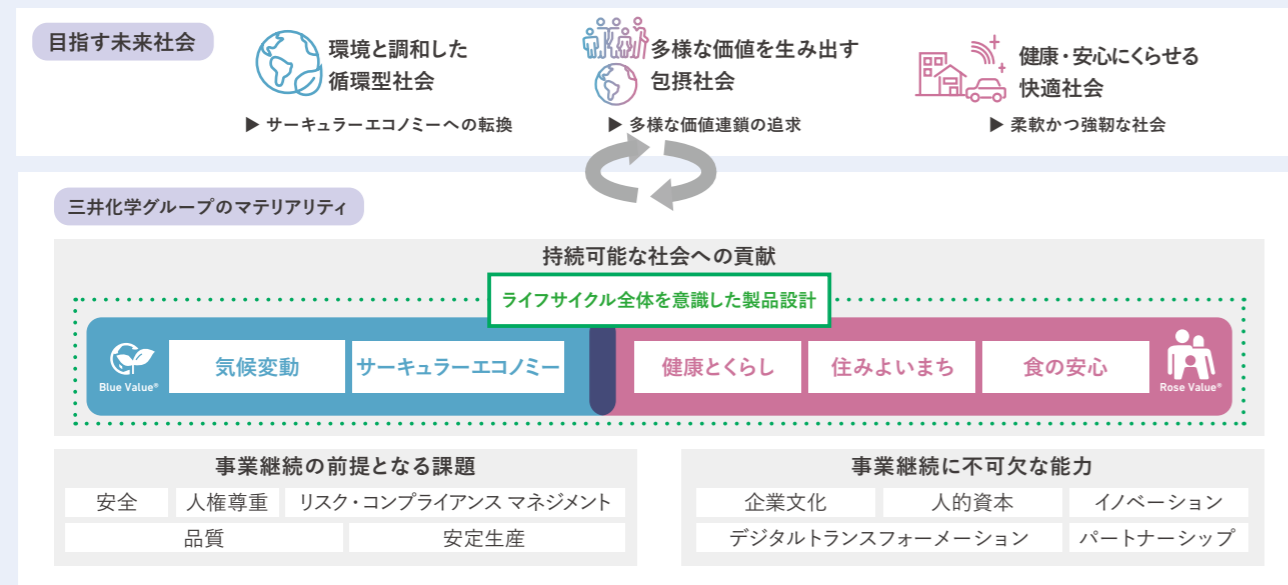 目指す未来社会
環境と調和した
循環型社会
▶ サーキュラーエコノミーへの転換
多様な価値を生み出す
包摂社会
▶ 多様な価値連鎖の追求
健康・安心にくらせる
快適社会
▶ 柔軟かつ強靭な社会
三井化学グループのマテリアリティ
持続可能な社会への貢献
ライフサイクル全体を意識した製品設計
Blue Value®
気候変動
サーキュラーエコノミー
健康とくらし
住みよいまち
食の安心
Rose Value®
事業継続の前提となる課題
安全
人権尊重
リスク・コンプライアンス マネジメント
品質
安定生産
事業継続に不可欠な能力
企業文化
人的資本
イノベーション
デジタルトランスフォーメーション
パートナーシップ